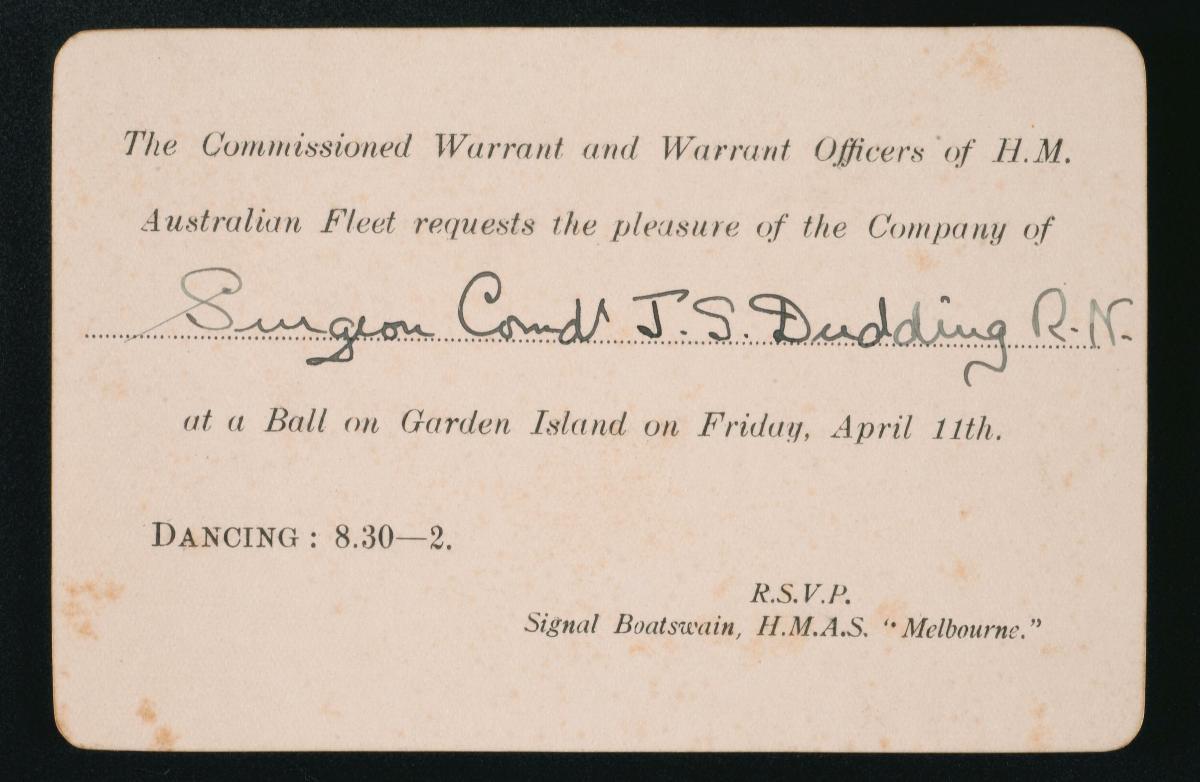 The Commissioned Warrant and Warrant Officers of H.M.
Australian Fleet requests the pleasure of the Company of
Surgeon Comdr J. S. Dudding R.N.
at a Ball on Garden Island on Friday, April 11th.
DANCING: 8.30—2.
R.S.V.P.
Signal Boatswain, H.M.A.S. "Melbourne."